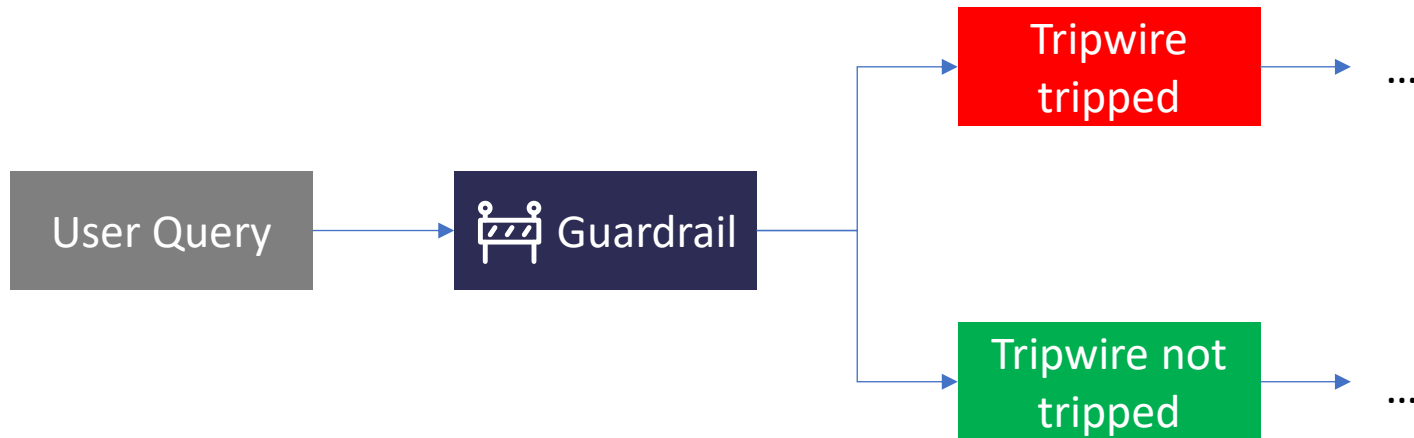 Tripwire
tripped
...
User Query
Guardrail
Tripwire not
tripped
...